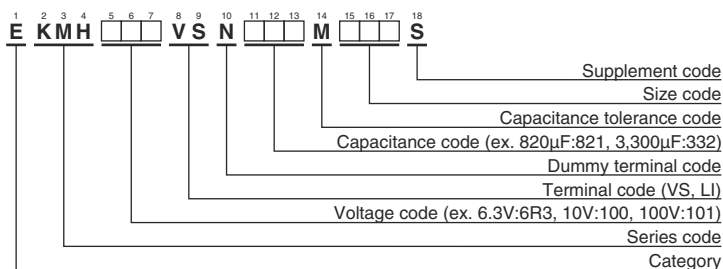 1 2 3 4 5 6 7 8 9 10 11 12 13 14 15 16 17 18
E KMH VS N M S
Supplement code
Size code
Capacitance tolerance code
Capacitance code (ex. 820μF:821, 3,300μF:332)
Dummy terminal code
Terminal code (VS, LI)
Voltage code (ex. 6.3V:6R3, 10V:100, 100V:101)
Series code
Category